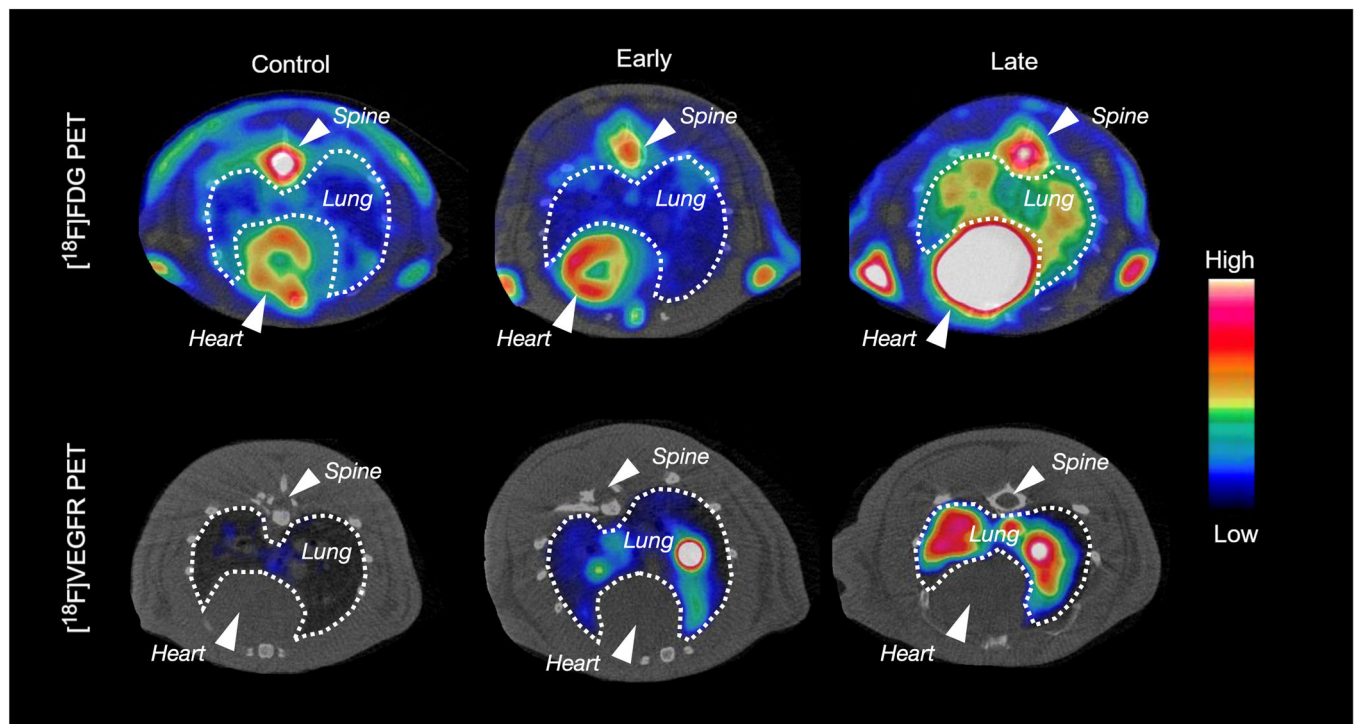 Control
Early
Late
[¹⁸F]FDG PET
Spine
Lung
Heart
Spine
Lung
Heart
Spine
Lung
Heart
High
Low
[¹⁸F]VEGFR PET
Spine
Lung
Heart
Spine
Lung
Heart
Spine
Lung
Heart